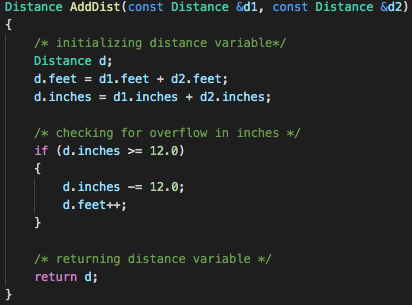 Distance AddDist(const Distance &d1, const Distance &d2)
{
    /* initializing distance variable*/
    Distance d;
    d.feet = d1.feet + d2.feet;
    d.inches = d1.inches + d2.inches;

    /* checking for overflow in inches */
    if (d.inches >= 12.0)
    {
        d.inches -= 12.0;
        d.feet++;
    }

    /* returning distance variable */
    return d;
}